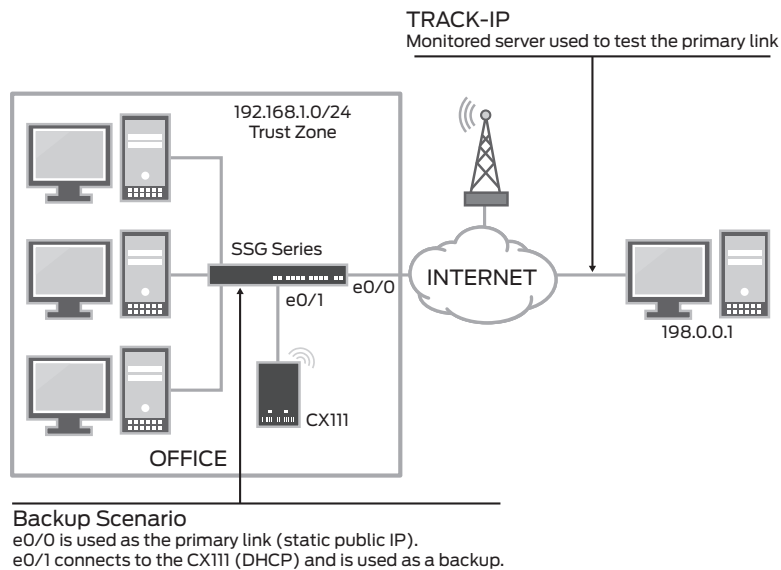 TRACK-IP
Monitored server used to test the primary link
192.168.1.0/24
Trust Zone
SSG Series
e0/1
e0/0
INTERNET
198.0.0.1
CX111
OFFICE
Backup Scenario
e0/0 is used as the primary link (static public IP).
e0/1 connects to the CX111 (DHCP) and is used as a backup.